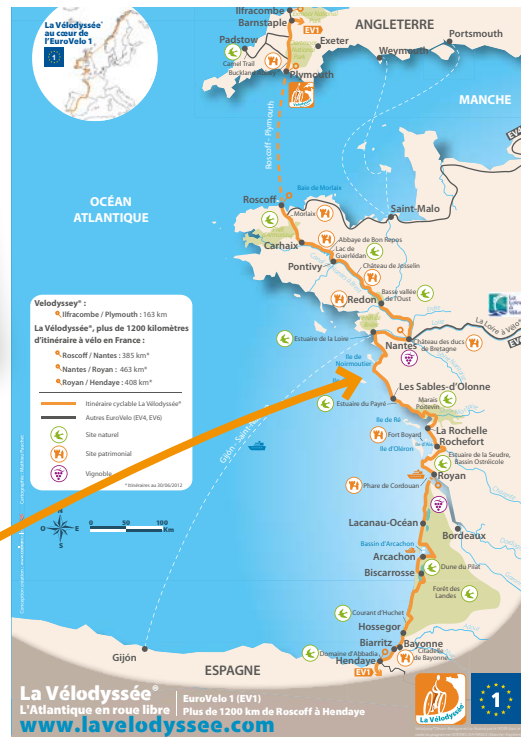 La Vélodyssée®
au cœur de
l'EuroVelo 1
Ilfracombe
Barnstaple
EV1
ANGLETERRE
Padstow
Exeter
Portsmouth
Weymouth
Camel Trail
Plymouth
MANCHE
Roscoff - Plymouth
OCÉAN
ATLANTIQUE
Baie de Morlaix
Roscoff
Morlaix
Saint-Malo
Carhaix
Abbaye de Bon Repos
Lac de
Guerlédan
Château de Josselin
Pontivy
Basse vallée
de l'Oust
Redon
La Loire à Vélo
Estuaire de la Loire
Nantes
Château des ducs
de Bretagne
Ile de
Noirmoutier
Velodyssey® :
Ilfracombe / Plymouth : 163 km
La Vélodyssée®, plus de 1200 kilomètres
d'itinéraire à vélo en France :
Roscoff / Nantes : 385 km*
Nantes / Royan : 463 km*
Royan / Hendaye : 408 km*
Itinéraire cyclable La Vélodyssée®
Autres EuroVelo (EV4, EV6)
Site naturel
Site patrimonial
Vignoble
* Itinéraires au 30/06/2012
Les Sables-d'Olonne
Estuaire du Payré
Marais
Poitevin
Ile de Ré
La Rochelle
Fort Boyard
Rochefort
Ile d'Oléron
Estuaire de la Seudre,
Bassin Ostréicole
Royan
Phare de Cordouan
O
E
S
0 50 100
Km
Lacanau-Océan
Bordeaux
Bassin d'Arcachon
Arcachon
Dune du Pilat
Biscarrosse
Forêt des
Landes
Courant d'Huchet
Hossegor
Biarritz
Bayonne
Domaine d'Abbadia
Citadelle
de Bayonne
Hendaye
EV1
Gijón
ESPAGNE
La Vélodyssée®
L'Atlantique en roue libre
EuroVelo 1 (EV1)
Plus de 1200 km de Roscoff à Hendaye
www.lavelodyssee.com
La Vélodyssée
1